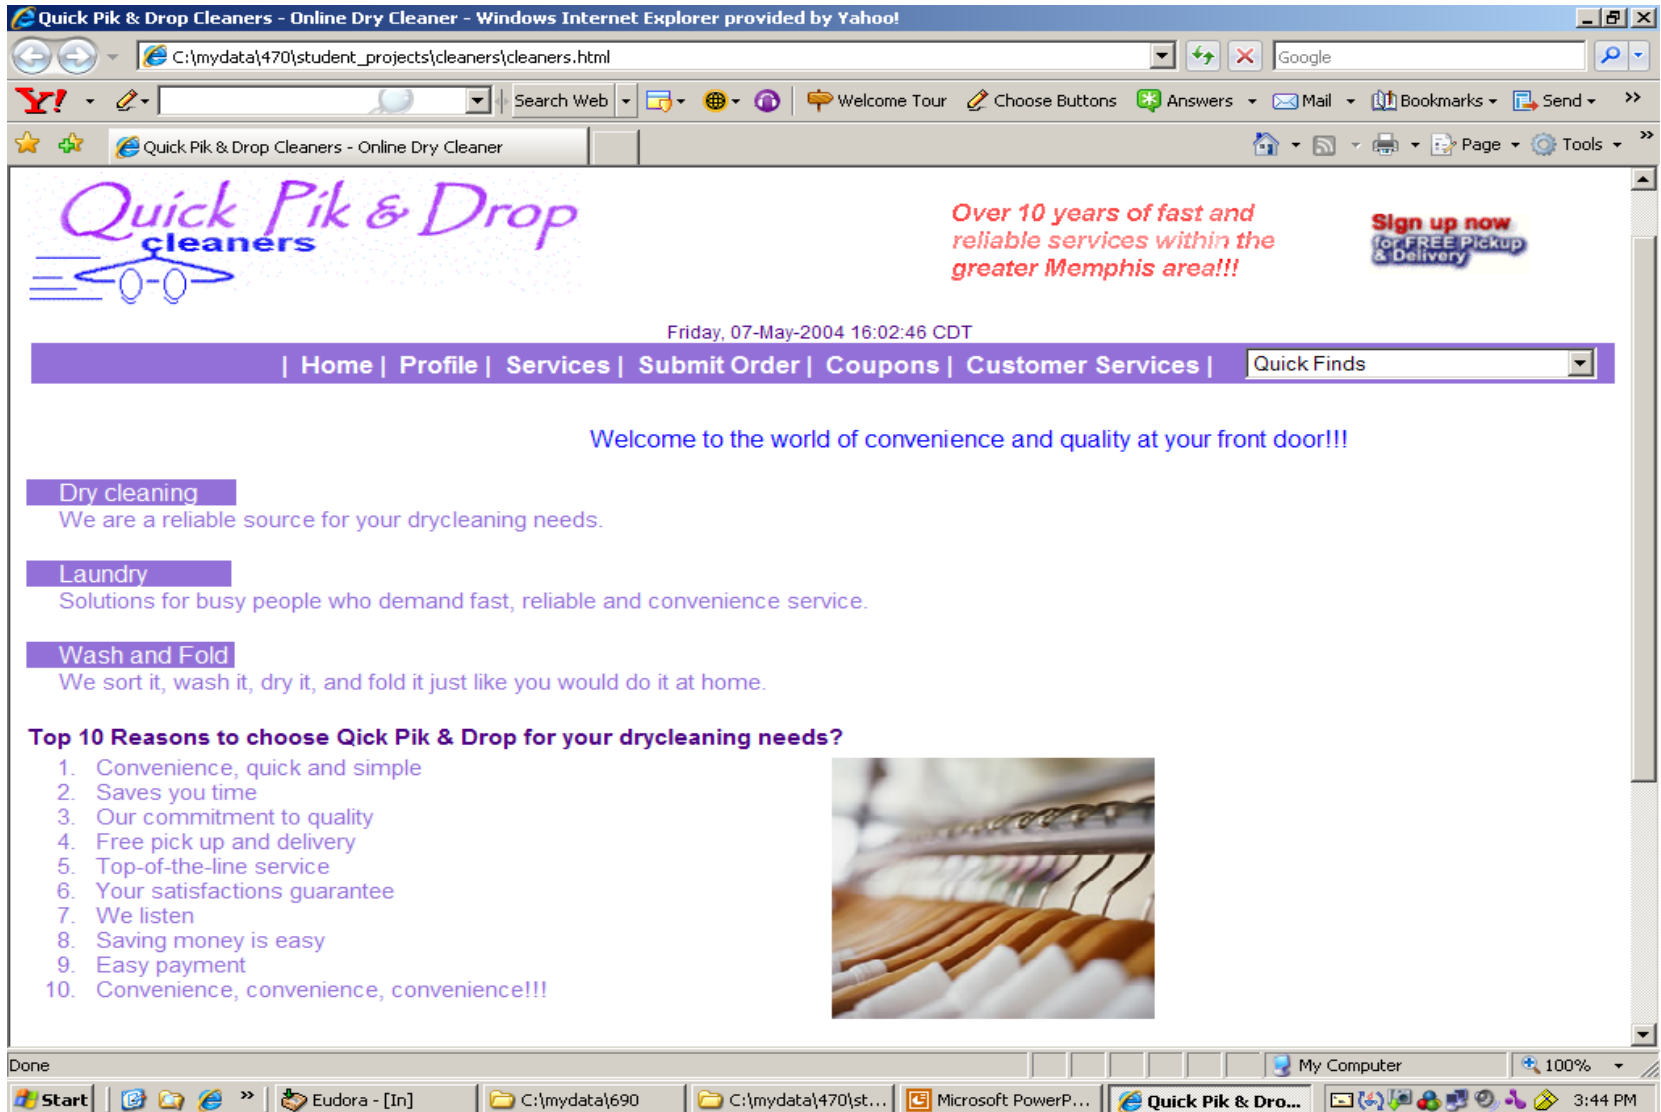 Quick Pik & Drop Cleaners - Online Dry Cleaner - Windows Internet Explorer provided by Yahoo!
C:\mydata\470\student_projects\cleaners\cleaners.html
Google
Y! Search Web Welcome Tour Choose Buttons Answers Mail Bookmarks Send >>
Quick Pik & Drop Cleaners - Online Dry Cleaner
Page Tools >>
Quick Pik & Drop
cleaners
Over 10 years of fast and
reliable services within the
greater Memphis area!!!
Sign up now
for FREE Pickup
& Delivery
Friday, 07-May-2004 16:02:46 CDT
| Home | Profile | Services | Submit Order | Coupons | Customer Services |
Quick Finds
Welcome to the world of convenience and quality at your front door!!!
Dry cleaning
We are a reliable source for your drycleaning needs.
Laundry
Solutions for busy people who demand fast, reliable and convenience service.
Wash and Fold
We sort it, wash it, dry it, and fold it just like you would do it at home.
Top 10 Reasons to choose Qick Pik & Drop for your drycleaning needs?
1. Convenience, quick and simple
2. Saves you time
3. Our commitment to quality
4. Free pick up and delivery
5. Top-of-the-line service
6. Your satisfactions guarantee
7. We listen
8. Saving money is easy
9. Easy payment
10. Convenience, convenience, convenience!!!
Done
My Computer
100%
Start >> Eudora - [In] C:\mydata\690 C:\mydata\470\st... Microsoft PowerP... Quick Pik & Dro... 3:44 PM